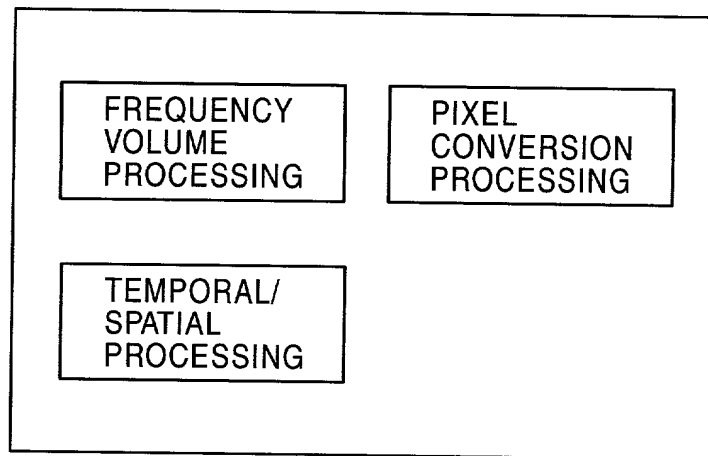 FREQUENCY
VOLUME
PROCESSING
PIXEL
CONVERSION
PROCESSING
TEMPORAL/
SPATIAL
PROCESSING